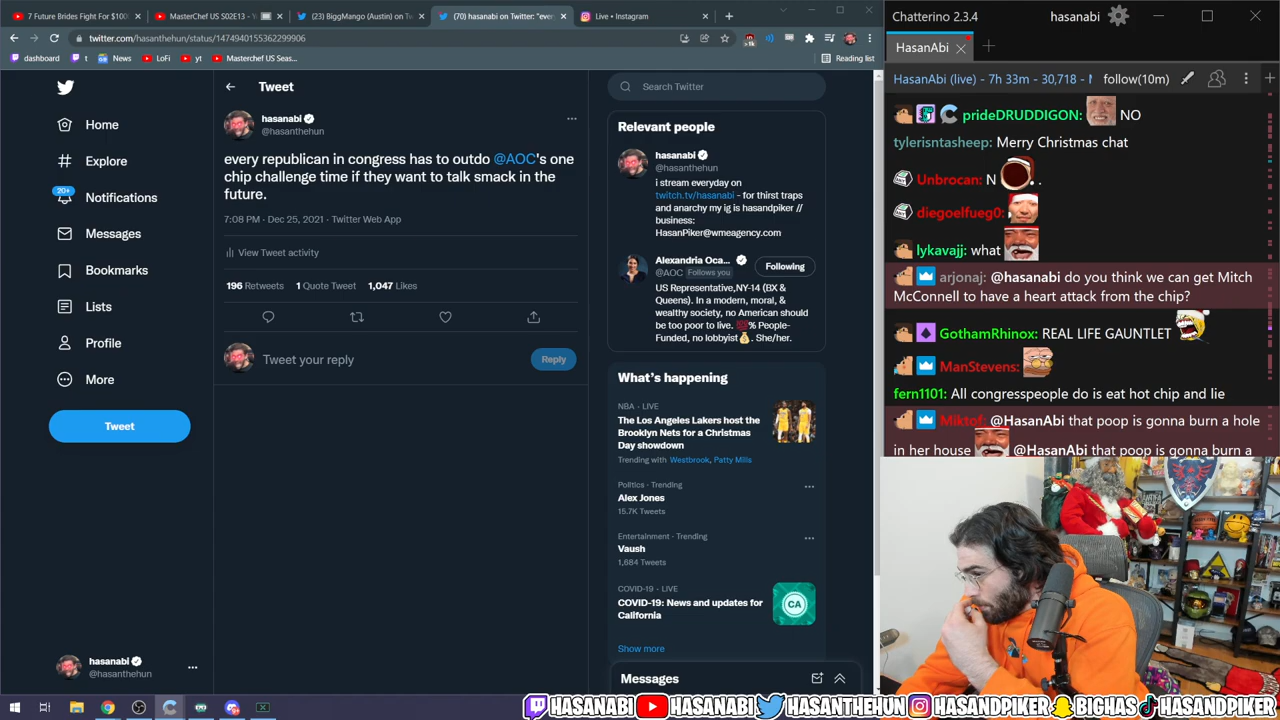 7 Future Brides Fight For $100
MasterChef US S02E13 - Y
(23) BiggMango (Austin) on Tw
(70) hasanabi on Twitter: "ever
Live • Instagram
twitter.com/hasanthehun/status/1474940155362299906
dashboard
t
News
LoFi
yt
Masterchef US Seas...
Reading list
Home
Explore
20+
Notifications
Messages
Bookmarks
Lists
Profile
More
Tweet
hasanabi
@hasanthehun
Tweet
hasanabi
@hasanthehun
every republican in congress has to outdo @AOC's one
chip challenge time if they want to talk smack in the
future.
7:08 PM · Dec 25, 2021 · Twitter Web App
View Tweet activity
196 Retweets 1 Quote Tweet 1,047 Likes
Tweet your reply
Reply
Search Twitter
Relevant people
hasanabi
@hasanthehun
i stream everyday on
twitch.tv/hasanabi - for thirst traps
and anarchy my ig is hasandpiker //
business:
HasanPiker@wmeagency.com
Alexandria Oca...
@AOC Follows you
Following
US Representative,NY-14 (BX &
Queens). In a modern, moral, &
wealthy society, no American should
be too poor to live. 💯% People-
Funded, no lobbyist💰. She/her.
What's happening
NBA · LIVE
The Los Angeles Lakers host the
Brooklyn Nets for a Christmas
Day showdown
Trending with Westbrook, Patty Mills
Politics · Trending
Alex Jones
15.7K Tweets
Entertainment · Trending
Vaush
1,684 Tweets
COVID-19 · LIVE
COVID-19: News and updates for
California
CA
Show more
Messages
Chatterino 2.3.4
hasanabi
HasanAbi
HasanAbi (live) - 7h 33m - 30,718 -
follow(10m)
prideDRUDDIGON: NO
tylerisntasheep: Merry Christmas chat
Unbrocan: N .
diegoelfueg0:
lykavajj: what
arjonaj: @hasanabi do you think we can get Mitch
McConnell to have a heart attack from the chip?
GothamRhinox: REAL LIFE GAUNTLET
ManStevens:
fern1101: All congresspeople do is eat hot chip and lie
Miktof: @HasanAbi that poop is gonna burn a hole
in her house @HasanAbi that poop is gonna burn a
HASANABI HASANABI HASANTHEHUN HASANDPIKER BIGHAS HASANDPIKER